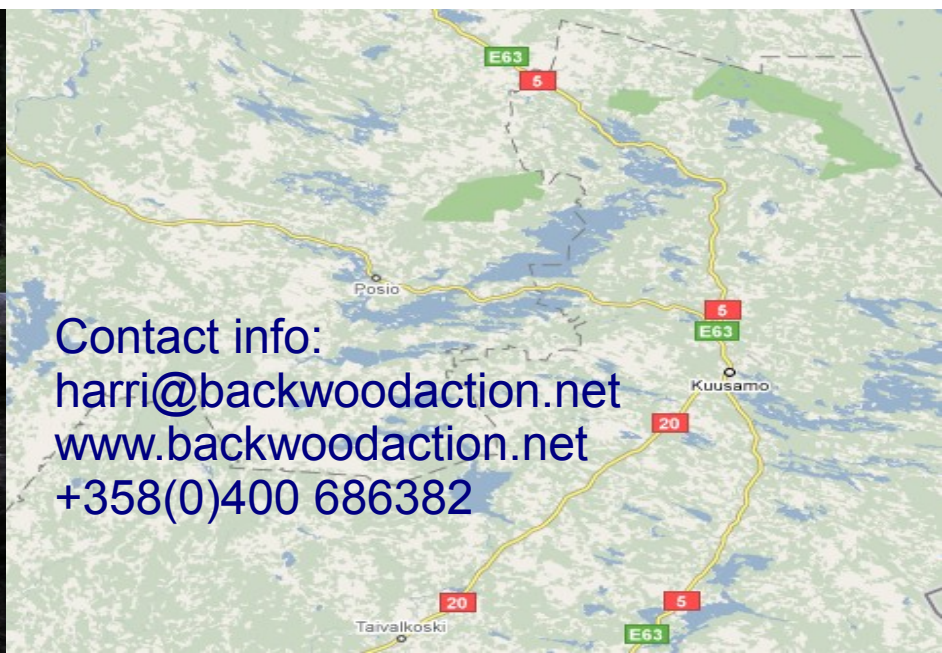 E63
5
Posio
5
E63
Contact info:
harri@backwoodaction.net
www.backwoodaction.net
+358(0)400 686382
Kuusamo
20
20
5
Taivalkoski
E63